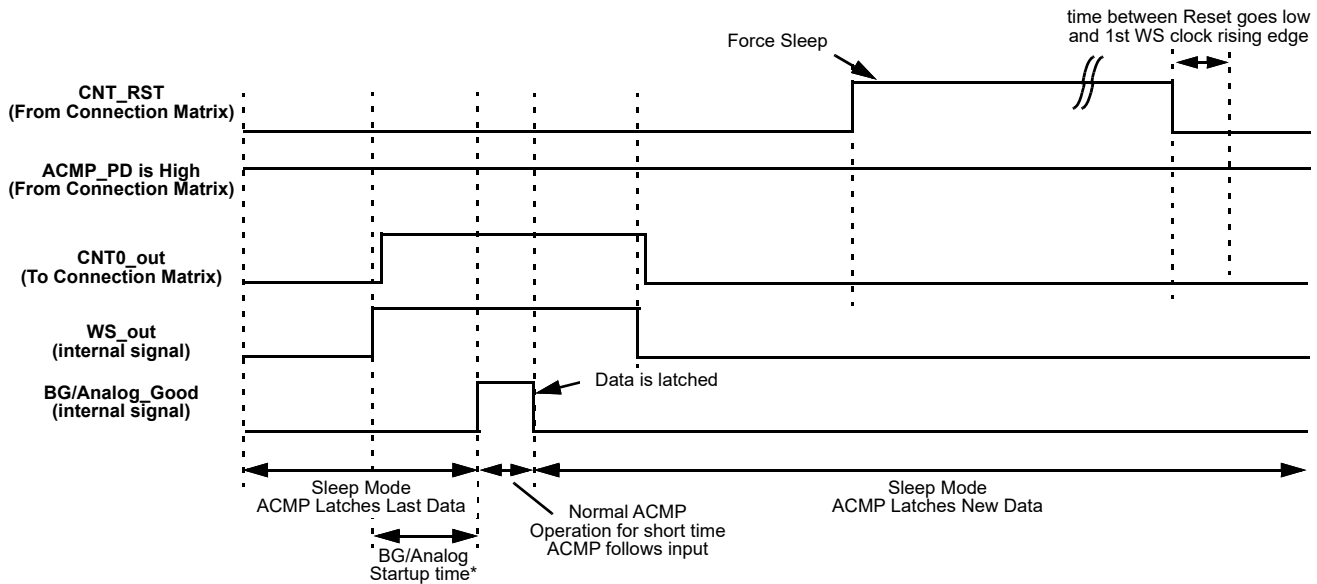 time between Reset goes low
and 1st WS clock rising edge
Force Sleep
CNT_RST
(From Connection Matrix)
ACMP_PD is High
(From Connection Matrix)
CNT0_out
(To Connection Matrix)
WS_out
(internal signal)
BG/Analog_Good
(internal signal)
Data is latched
Sleep Mode
ACMP Latches Last Data
Sleep Mode
ACMP Latches New Data
Normal ACMP
Operation for short time
ACMP follows input
BG/Analog
Startup time*